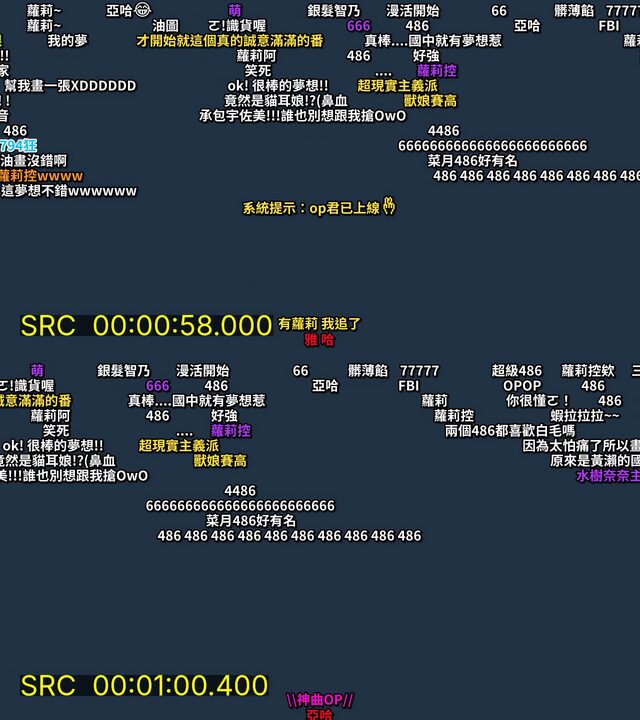 蘿莉~ 亞哈😂 萌 銀髮智乃 漫活開始 66 髒薄餡 77777
蘿莉~ 油圖 ㄛ!識貨喔 666 486 亞哈 FBI
我的夢 才開始就這個真的誠意滿滿的番 真棒....國中就有夢想惹 蘿
!! 蘿莉阿 486 好強
家 笑死 .... 蘿莉控
幫我畫一張XDDDDDD ok! 很棒的夢想!! 超現實主義派
!! 竟然是貓耳娘!?(鼻血 獸娘賽高
音 承包宇佐美!!!誰也別想跟我搶OwO
486 4486
794狂 6666666666666666666666666666
油畫沒錯啊 菜月486好有名
蘿莉控wwww 486 486 486 486 486 486 486 486
這夢想不錯wwwwww
系統提示：op君已上線✌
SRC 00:00:58.000 有蘿莉 我追了
雅 哈
萌 銀髮智乃 漫活開始 66 髒薄餡 77777 超級486 蘿莉控欸 三
ㄛ!識貨喔 666 486 亞哈 FBI OPOP 486
誠意滿滿的番 真棒....國中就有夢想惹 蘿莉 你很懂ㄛ！ 486
蘿莉阿 486 好強 蘿莉控 蝦拉拉拉~~
笑死 .... 蘿莉控 兩個486都喜歡白毛嗎
ok! 很棒的夢想!! 超現實主義派 因為太怕痛了所以畫
竟然是貓耳娘!?(鼻血 獸娘賽高 原來是黃瀨的國
美!!!誰也別想跟我搶OwO 水樹奈奈主
4486
6666666666666666666666666666
菜月486好有名
486 486 486 486 486 486 486 486 486 486
SRC 00:01:00.400
\\神曲OP//
亞哈